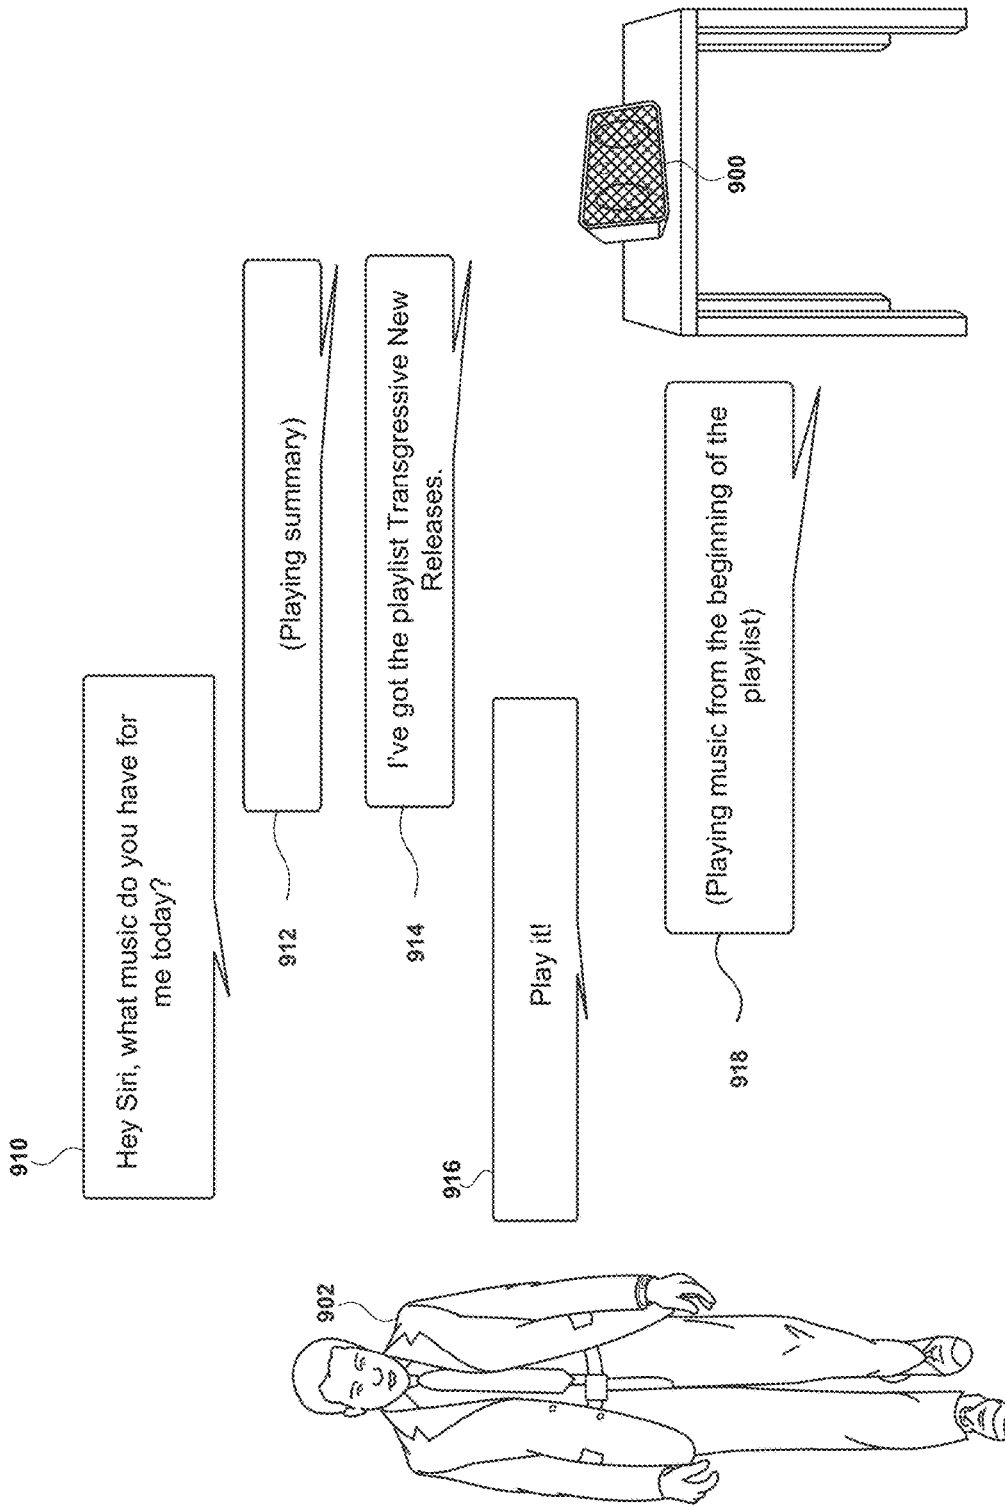 910
Hey Siri, what music do you have for
me today?
912
(Playing summary)
914
I've got the playlist Transgressive New
Releases.
916
Play it!
918
(Playing music from the beginning of the
playlist)
902
900